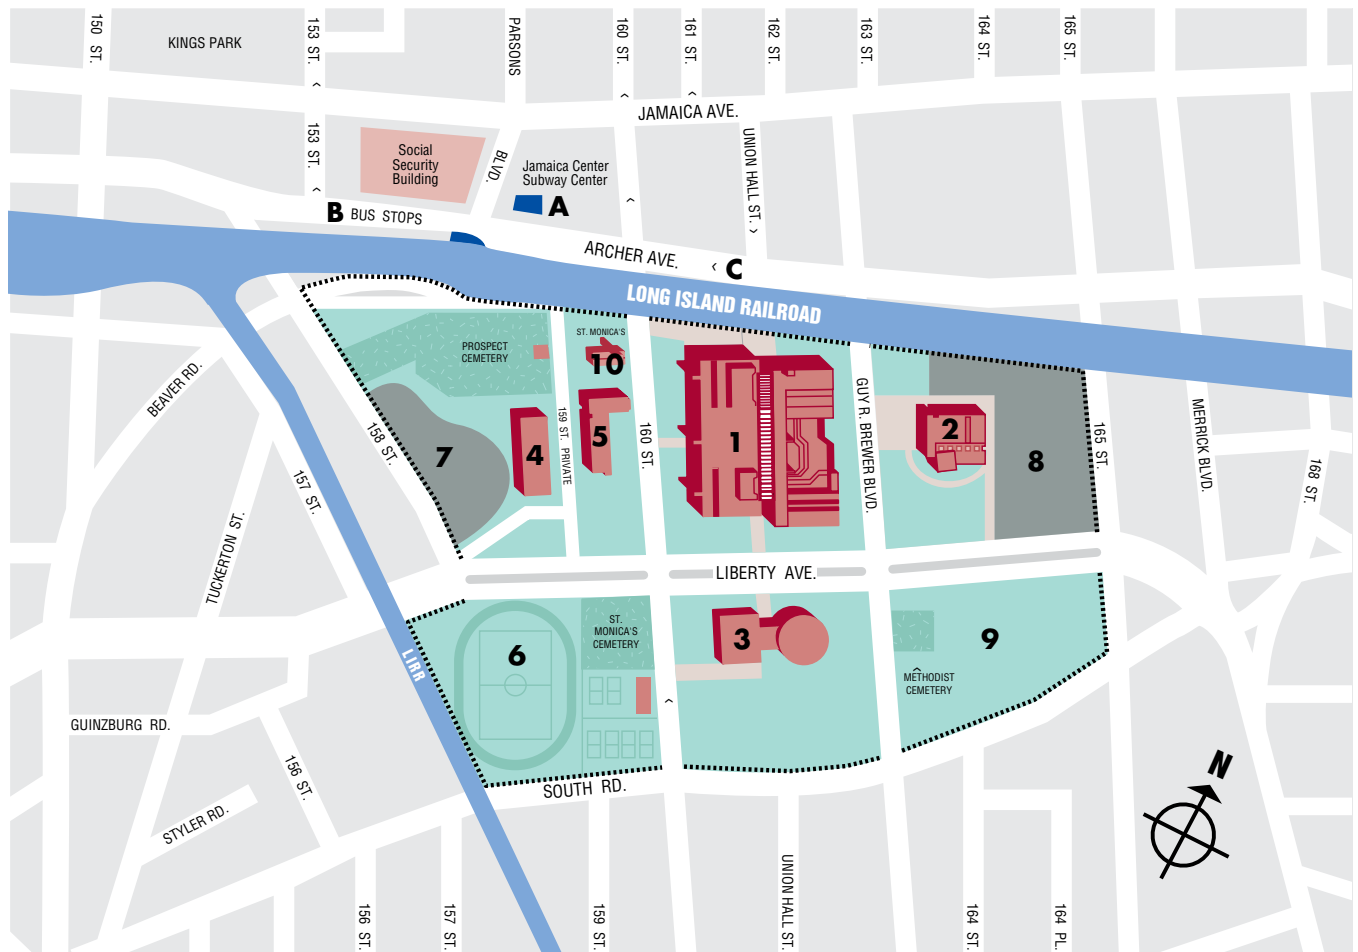 150 ST.
KINGS PARK
153 ST.
PARSONS
160 ST.
161 ST.
162 ST.
163 ST.
164 ST.
165 ST.
JAMAICA AVE.
153 ST.
Social
Security
Building
BLVD.
Jamaica Center
Subway Center
A
UNION HALL ST.
B BUS STOPS
ARCHER AVE.
C
LONG ISLAND RAILROAD
ST. MONICA'S
10
PROSPECT
CEMETERY
BEAVER RD.
158 ST.
7
4
159 ST. PRIVATE
5
160 ST.
1
GUY R. BREWER BLVD.
2
8
165 ST.
MERRICK BLVD.
168 ST.
157 ST.
TUCKERTON ST.
LIBERTY AVE.
LIRR
6
ST.
MONICA'S
CEMETERY
3
9
METHODIST
CEMETERY
GUINZBURG RD.
156 ST.
STYLER RD.
SOUTH RD.
N
156 ST.
157 ST.
159 ST.
UNION HALL ST.
164 ST.
164 PL.